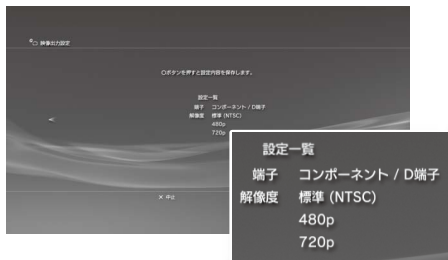 映像出力設定
○ボタンを押すと設定内容を保存します。
設定一覧
端子 コンポーネント / D端子
解像度 標準 (NTSC)
480p
720p
× 中止
設定一覧
端子 コンポーネント / D端子
解像度 標準 (NTSC)
480p
720p